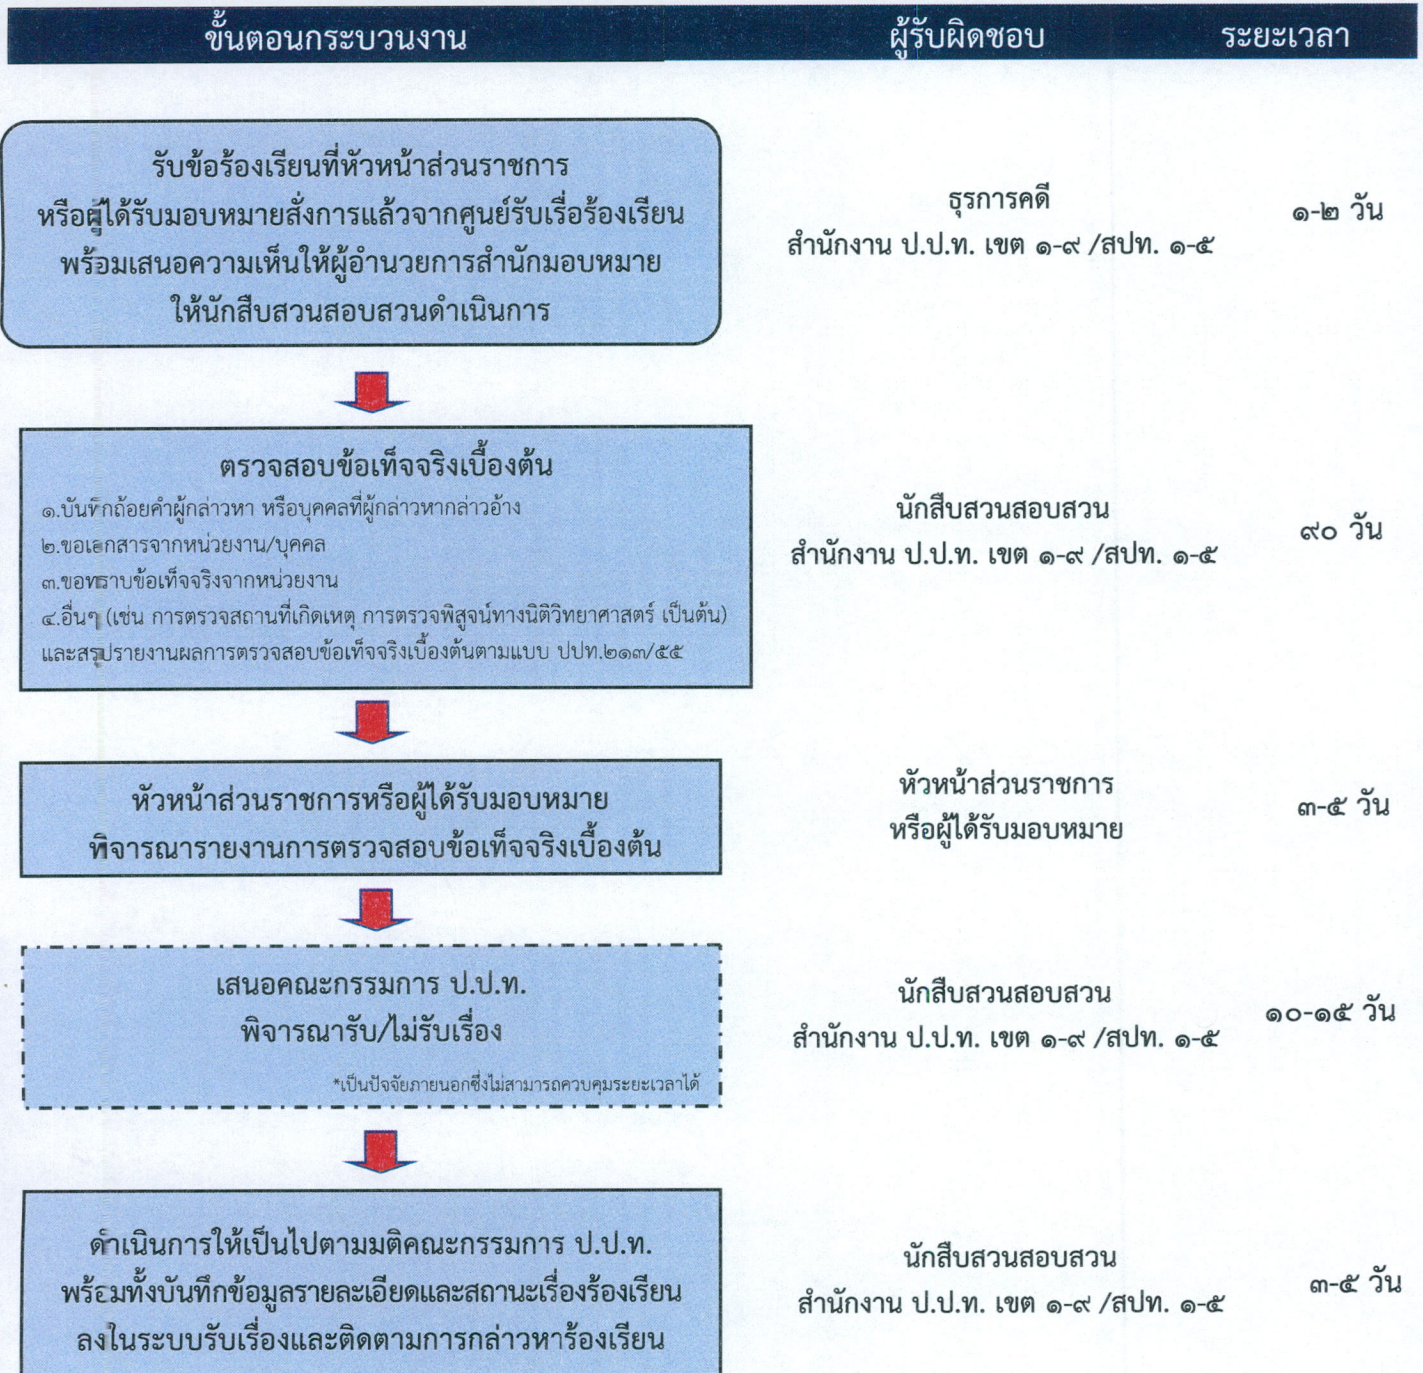 ขั้นตอนกระบวนงาน ผู้รับผิดชอบ ระยะเวลา
รับข้อร้องเรียนที่หัวหน้าส่วนราชการ
หรือผู้ได้รับมอบหมายสั่งการแล้วจากศูนย์รับเรื่อร้องเรียน
พร้อมเสนอความเห็นให้ผู้อำนวยการสำนักมอบหมาย
ให้นักสืบสวนสอบสวนดำเนินการ
ธุรการคดี
สำนักงาน ป.ป.ท. เขต ๑-๙ /สปท. ๑-๕
๑-๒ วัน
ตรวจสอบข้อเท็จจริงเบื้องต้น
๑.บันทึกถ้อยคำผู้กล่าวหา หรือบุคคลที่ผู้กล่าวหากล่าวอ้าง
๒.ขอเอกสารจากหน่วยงาน/บุคคล
๓.ขอทราบข้อเท็จจริงจากหน่วยงาน
๔.อื่นๆ (เช่น การตรวจสถานที่เกิดเหตุ การตรวจพิสูจน์ทางนิติวิทยาศาสตร์ เป็นต้น)
และสรุปรายงานผลการตรวจสอบข้อเท็จจริงเบื้องต้นตามแบบ ปปท.๒๑๓/๕๕
นักสืบสวนสอบสวน
สำนักงาน ป.ป.ท. เขต ๑-๙ /สปท. ๑-๕
๙๐ วัน
หัวหน้าส่วนราชการหรือผู้ได้รับมอบหมาย
พิจารณารายงานการตรวจสอบข้อเท็จจริงเบื้องต้น
หัวหน้าส่วนราชการ
หรือผู้ได้รับมอบหมาย
๓-๕ วัน
เสนอคณะกรรมการ ป.ป.ท.
พิจารณารับ/ไม่รับเรื่อง
*เป็นปัจจัยภายนอกซึ่งไม่สามารถควบคุมระยะเวลาได้
นักสืบสวนสอบสวน
สำนักงาน ป.ป.ท. เขต ๑-๙ /สปท. ๑-๕
๑๐-๑๕ วัน
ดำเนินการให้เป็นไปตามมติคณะกรรมการ ป.ป.ท.
พร้อมทั้งบันทึกข้อมูลรายละเอียดและสถานะเรื่องร้องเรียน
ลงในระบบรับเรื่องและติดตามการกล่าวหาร้องเรียน
นักสืบสวนสอบสวน
สำนักงาน ป.ป.ท. เขต ๑-๙ /สปท. ๑-๕
๓-๕ วัน